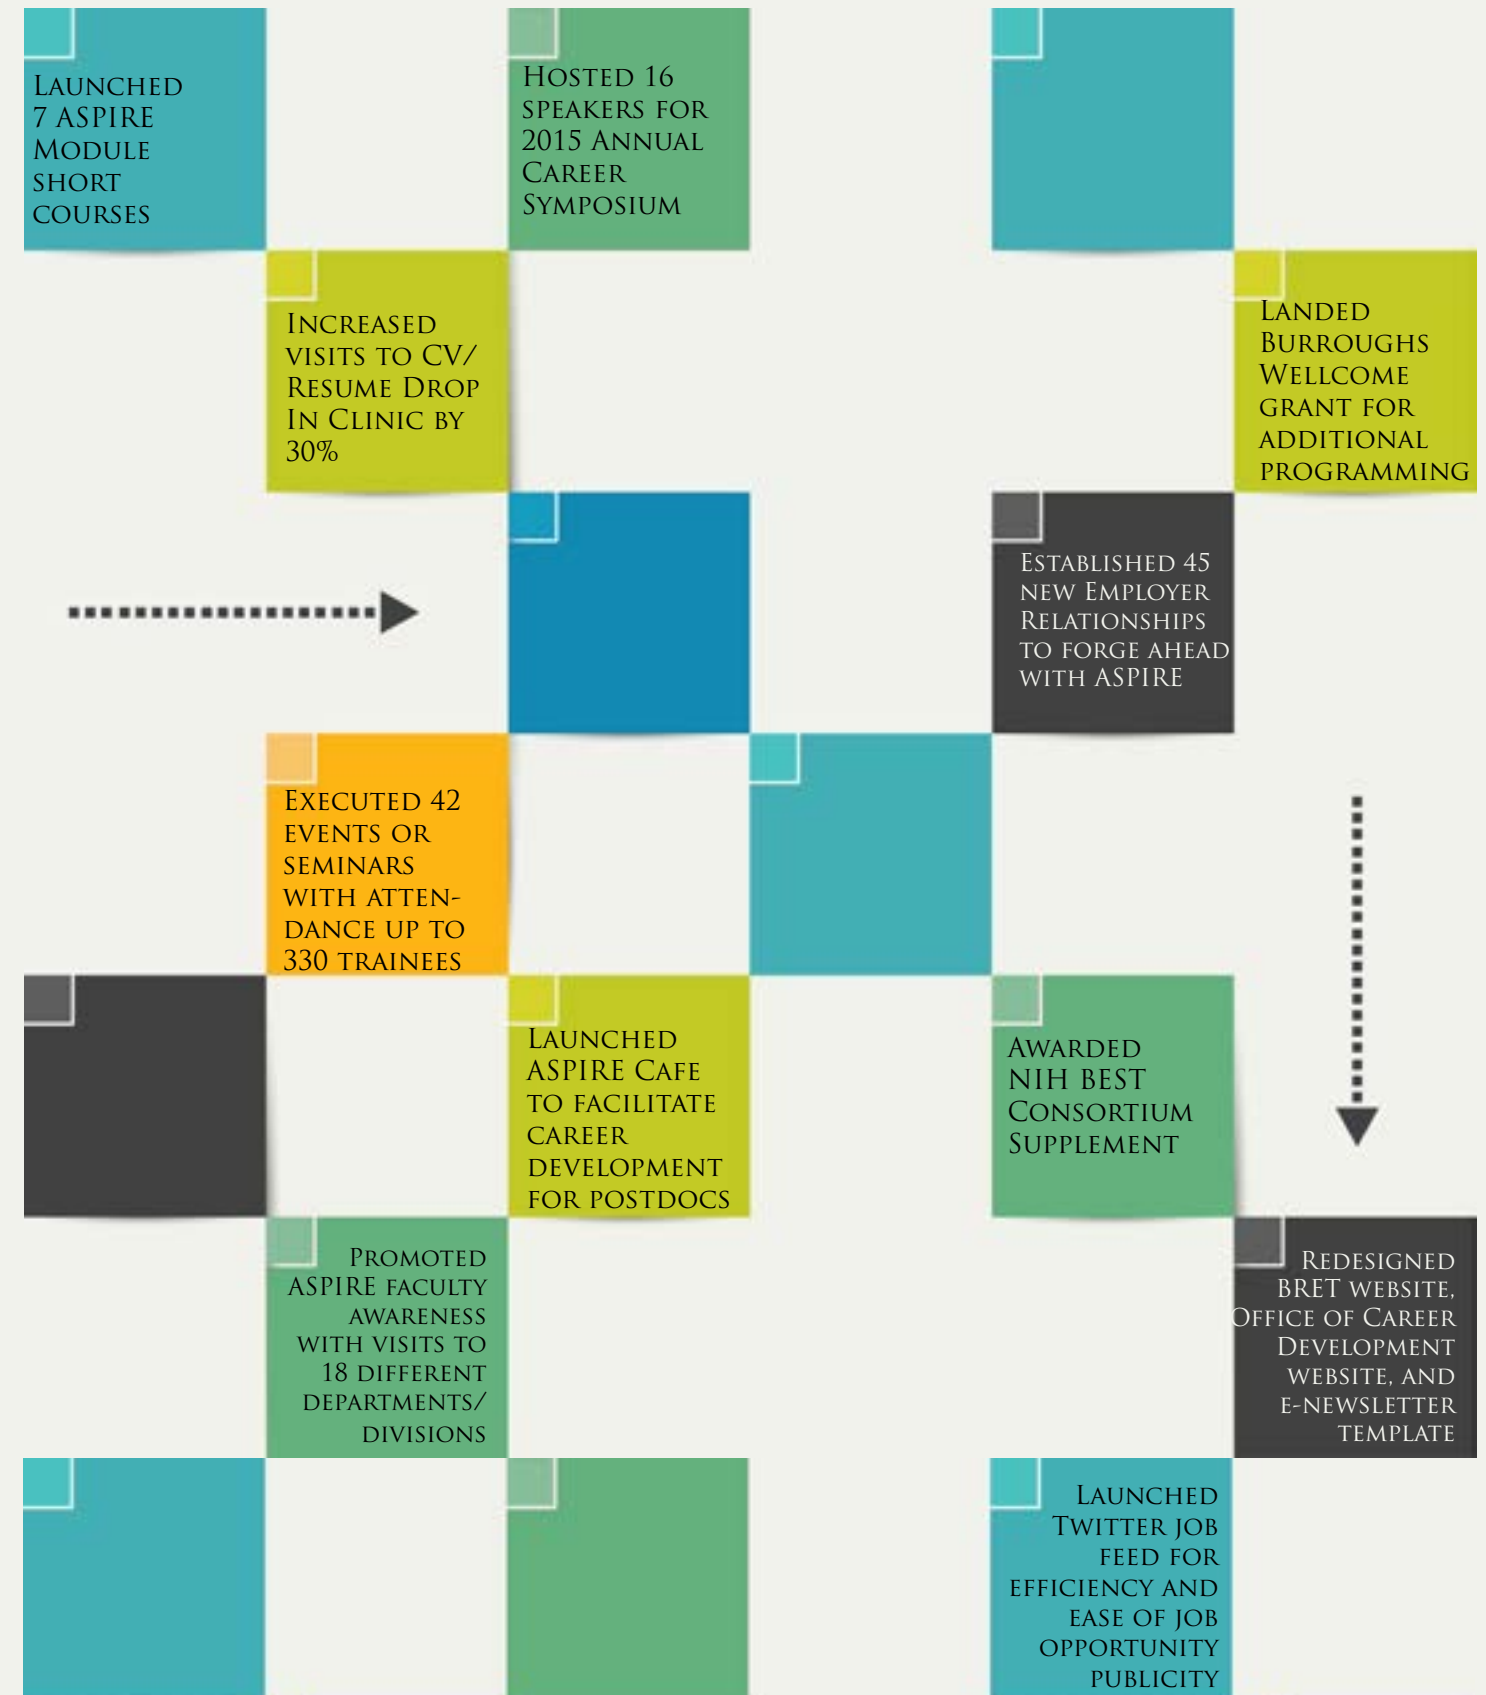 Launched
7 ASPIRE
Module
short
courses
Hosted 16
speakers for
2015 Annual
Career
Symposium
Increased
visits to CV/
Resume Drop
In Clinic by
30%
Landed
Burroughs
Wellcome
grant for
additional
programming
Established 45
new Employer
Relationships
to forge ahead
with ASPIRE
Executed 42
events or
seminars
with atten-
dance up to
330 trainees
Launched
ASPIRE Cafe
to facilitate
career
development
for postdocs
Awarded
NIH BEST
Consortium
Supplement
Promoted
ASPIRE faculty
awareness
with visits to
18 different
departments/
divisions
Redesigned
BRET website,
Office of Career
Development
website, and
e-newsletter
template
Launched
Twitter job
feed for
efficiency and
ease of job
opportunity
publicity